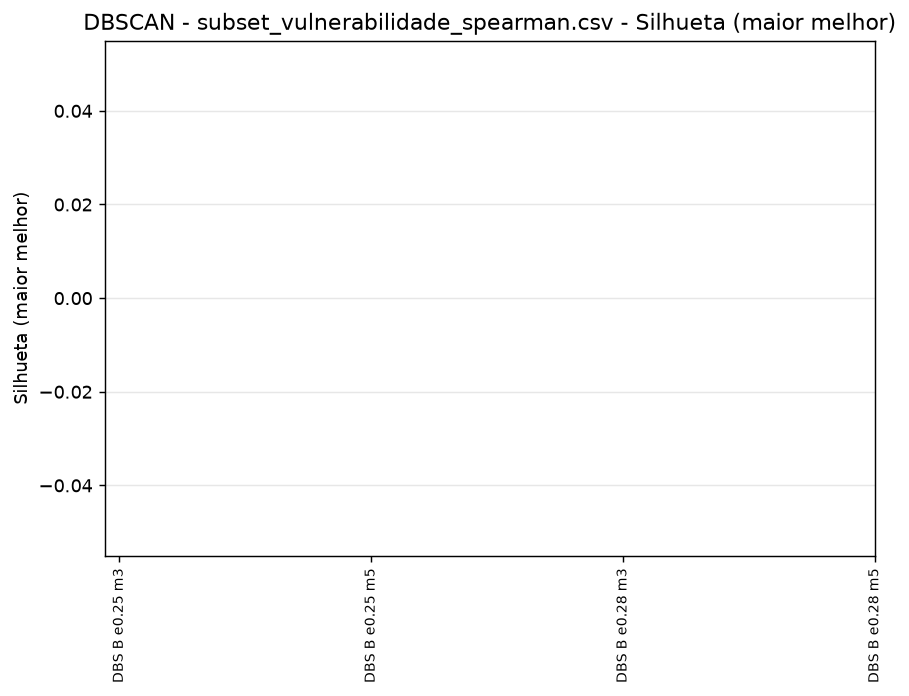 DBSCAN - subset_vulnerabilidade_spearman.csv - Silhueta (maior melhor)
Silhueta (maior melhor)
0.04
0.02
0.00
−0.02
−0.04
DBS B e0.25 m3
DBS B e0.25 m5
DBS B e0.28 m3
DBS B e0.28 m5